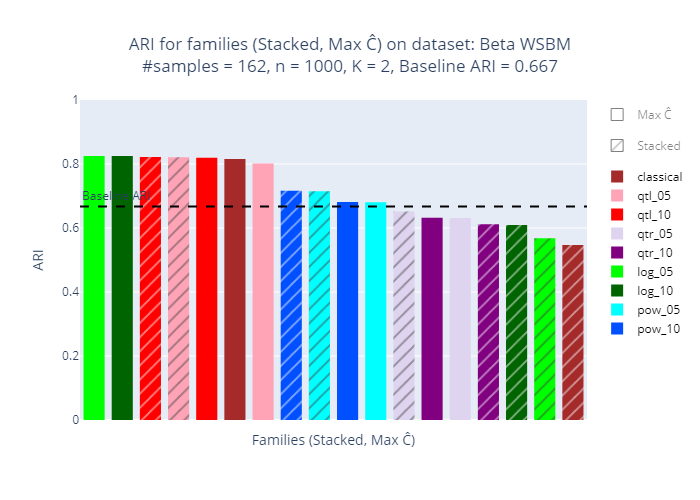 ARI for families (Stacked, Max Ĉ) on dataset: Beta WSBM
#samples = 162, n = 1000, K = 2, Baseline ARI = 0.667
1
0.8
0.6
0.4
0.2
0
ARI
Baseline ARI
Families (Stacked, Max Ĉ)
Max Ĉ
Stacked
classical
qtl_05
qtl_10
qtr_05
qtr_10
log_05
log_10
pow_05
pow_10